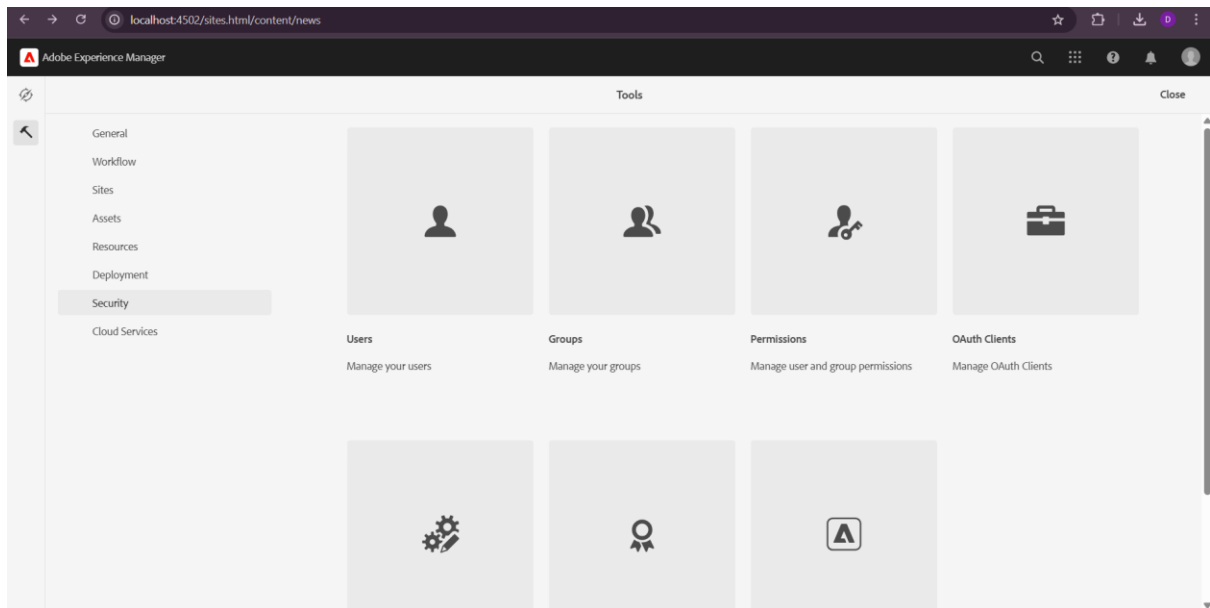 localhost:4502/sites.html/content/news
D
Adobe Experience Manager
Tools
Close
General
Workflow
Sites
Assets
Resources
Deployment
Security
Cloud Services
Users
Manage your users
Groups
Manage your groups
Permissions
Manage user and group permissions
OAuth Clients
Manage OAuth Clients